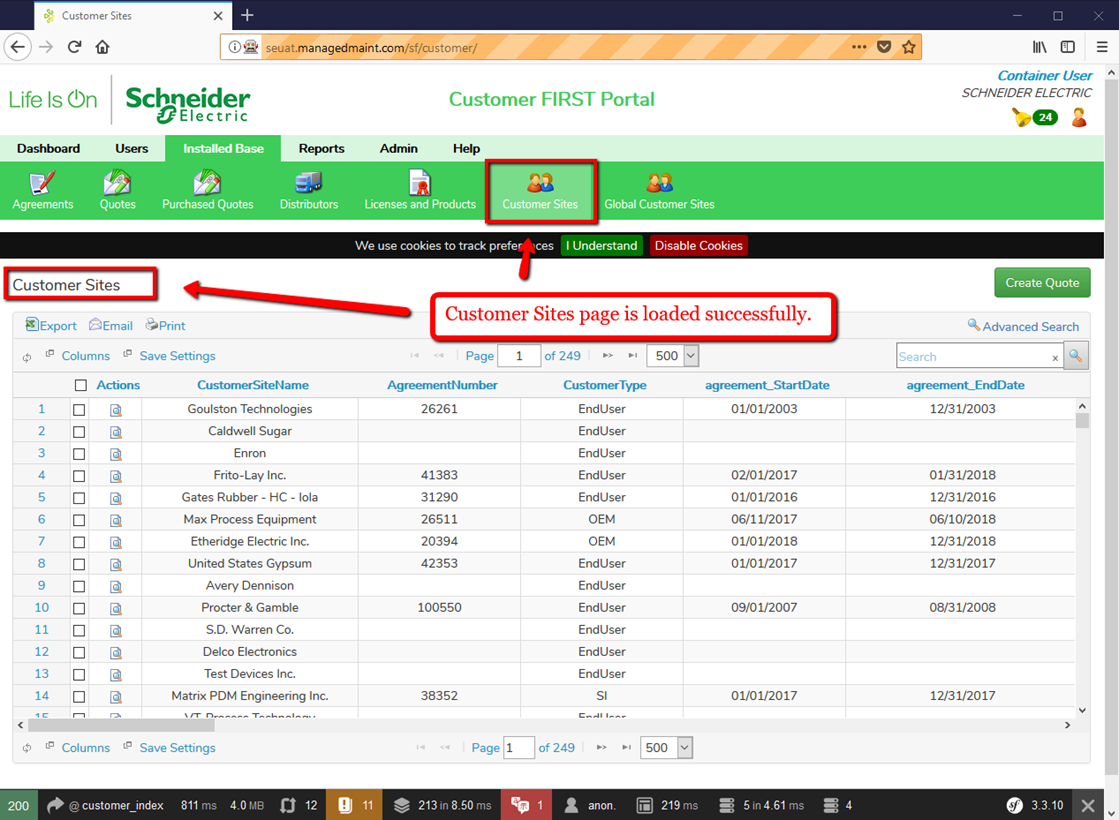 Customer Sites
seuat.managedmaint.com/sf/customer/
Life Is On
Schneider
Electric
Customer FIRST Portal
Container User
SCHNEIDER ELECTRIC
24
Dashboard Users Installed Base Reports Admin Help
Agreements Quotes Purchased Quotes Distributors Licenses and Products Customer Sites Global Customer Sites
We use cookies to track preferences I Understand Disable Cookies
Customer Sites
Create Quote
Customer Sites page is loaded successfully.
Export Email Print
Advanced Search
Columns Save Settings Page 1 of 249 500 Search x
Actions CustomerSiteName AgreementNumber CustomerType agreement_StartDate agreement_EndDate
1 Goulston Technologies 26261 EndUser 01/01/2003 12/31/2003
2 Caldwell Sugar EndUser
3 Enron EndUser
4 Frito-Lay Inc. 41383 EndUser 02/01/2017 01/31/2018
5 Gates Rubber - HC - Iola 31290 EndUser 01/01/2016 12/31/2016
6 Max Process Equipment 26511 OEM 06/11/2017 06/10/2018
7 Etheridge Electric Inc. 20394 OEM 01/01/2018 12/31/2018
8 United States Gypsum 42353 EndUser 01/01/2017 12/31/2017
9 Avery Dennison EndUser
10 Procter & Gamble 100550 EndUser 09/01/2007 08/31/2008
11 S.D. Warren Co. EndUser
12 Delco Electronics EndUser
13 Test Devices Inc. EndUser
14 Matrix PDM Engineering Inc. 38352 SI 01/01/2017 12/31/2017
15 VT Process Technology EndUser
Columns Save Settings Page 1 of 249 500
200 @ customer_index 811 ms 4.0 MB 12 11 213 in 8.50 ms 1 anon. 219 ms 5 in 4.61 ms 4 sf 3.3.10